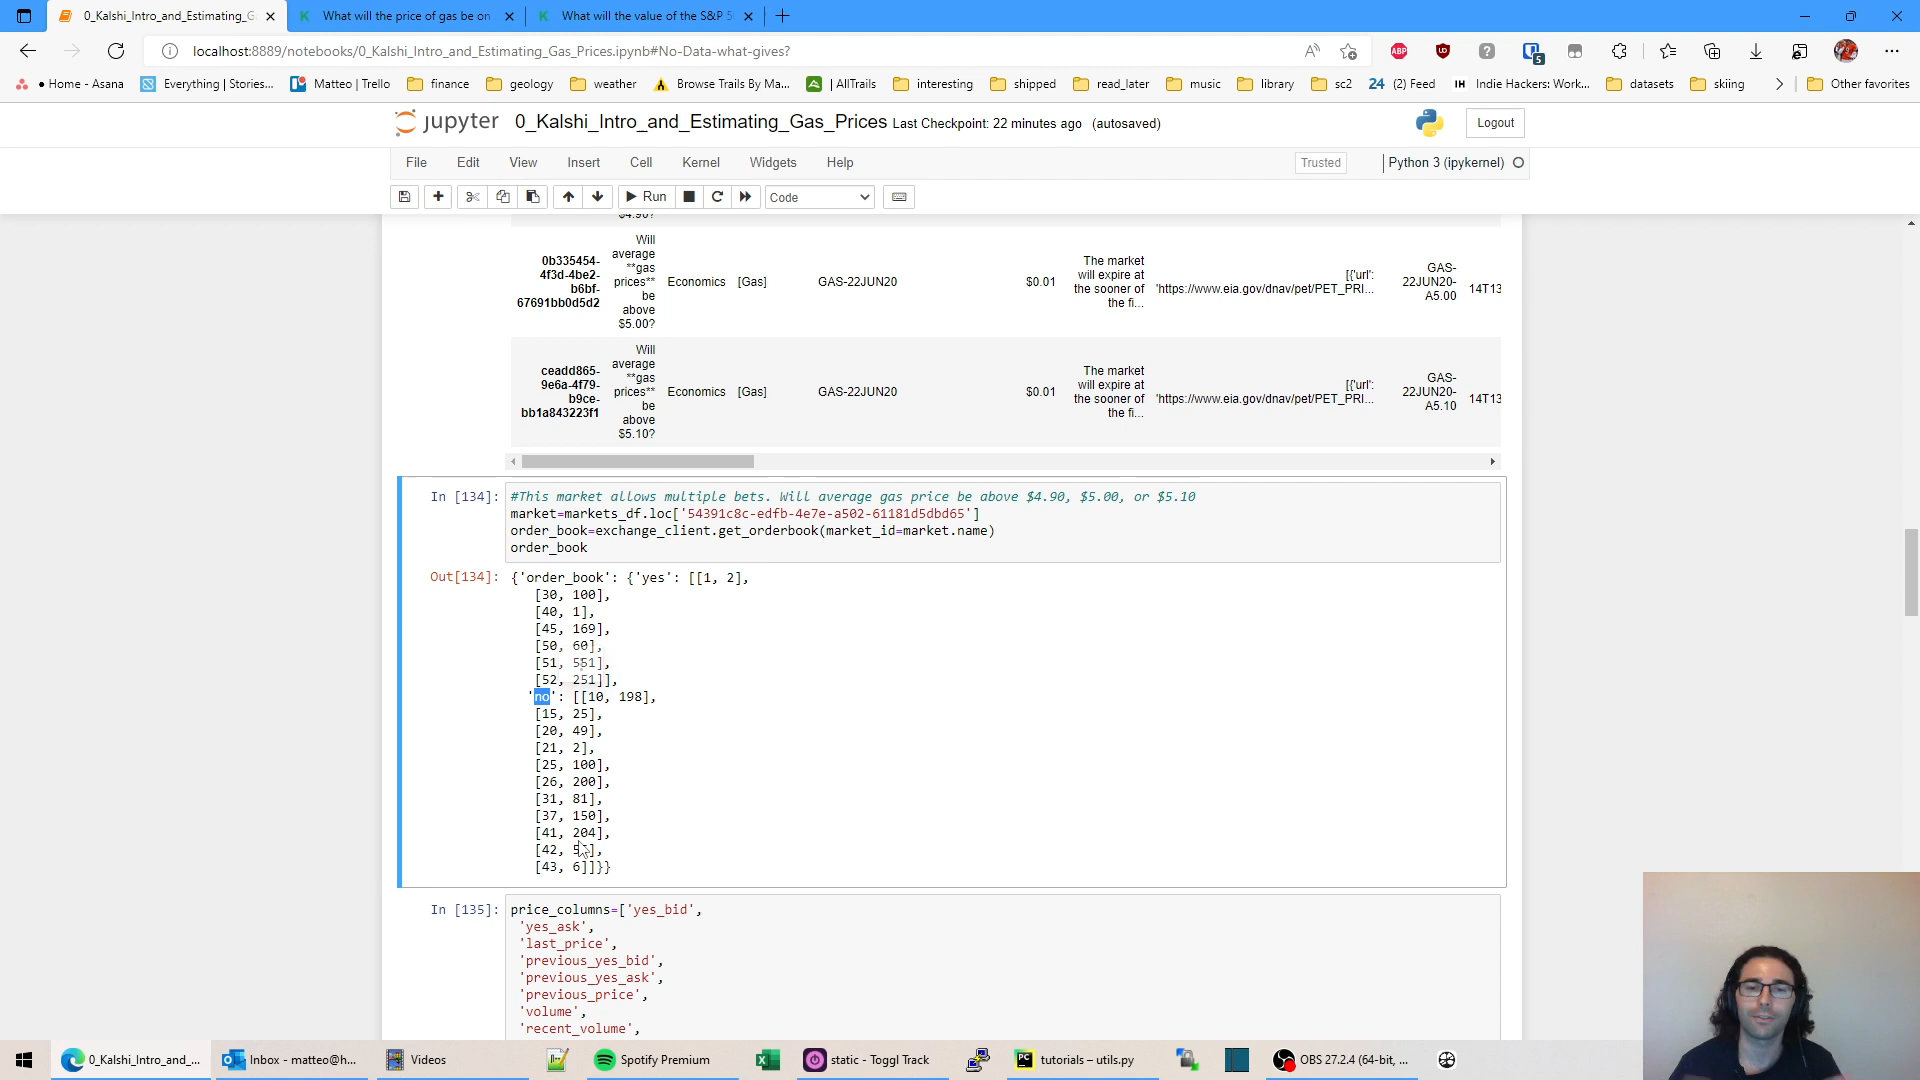 0_Kalshi_Intro_and_Estimating_G
What will the price of gas be on
What will the value of the S&P 5
localhost:8889/notebooks/0_Kalshi_Intro_and_Estimating_Gas_Prices.ipynb#No-Data-what-gives?
• Home - Asana
Everything | Stories...
Matteo | Trello
finance
geology
weather
Browse Trails By Ma...
| AllTrails
interesting
shipped
read_later
music
library
sc2
24 (2) Feed
IH Indie Hackers: Work...
datasets
skiing
Other favorites
jupyter 0_Kalshi_Intro_and_Estimating_Gas_Prices Last Checkpoint: 22 minutes ago (autosaved)
Logout
File Edit View Insert Cell Kernel Widgets Help
Trusted
Python 3 (ipykernel)
Run
Code
$4.90?
0b335454-
4f3d-4be2-
b6bf-
67691bb0d5d2
Will
average
**gas
prices**
be
above
$5.00?
Economics
[Gas]
GAS-22JUN20
$0.01
The market
will expire at
the sooner of
the fi...
[{'url':
'https://www.eia.gov/dnav/pet/PET_PRI...
GAS-
22JUN20-
A5.00
14T13
ceadd865-
9e6a-4f79-
b9ce-
bb1a843223f1
Will
average
**gas
prices**
be
above
$5.10?
Economics
[Gas]
GAS-22JUN20
$0.01
The market
will expire at
the sooner of
the fi...
[{'url':
'https://www.eia.gov/dnav/pet/PET_PRI...
GAS-
22JUN20-
A5.10
14T13
In [134]: #This market allows multiple bets. Will average gas price be above $4.90, $5.00, or $5.10
market=markets_df.loc['54391c8c-edfb-4e7e-a502-61181d5dbd65']
order_book=exchange_client.get_orderbook(market_id=market.name)
order_book
Out[134]: {'order_book': {'yes': [[1, 2],
[30, 100],
[40, 1],
[45, 169],
[50, 60],
[51, 551],
[52, 251]],
'no': [[10, 198],
[15, 25],
[20, 49],
[21, 2],
[25, 100],
[26, 200],
[31, 81],
[37, 150],
[41, 204],
[42,
[43, 6]]}}
In [135]: price_columns=['yes_bid',
'yes_ask',
'last_price',
'previous_yes_bid',
'previous_yes_ask',
'previous_price',
'volume',
'recent_volume',
0_Kalshi_Intro_and_...
Inbox - matteo@h...
Videos
Spotify Premium
static - Toggl Track
tutorials – utils.py
OBS 27.2.4 (64-bit, ...